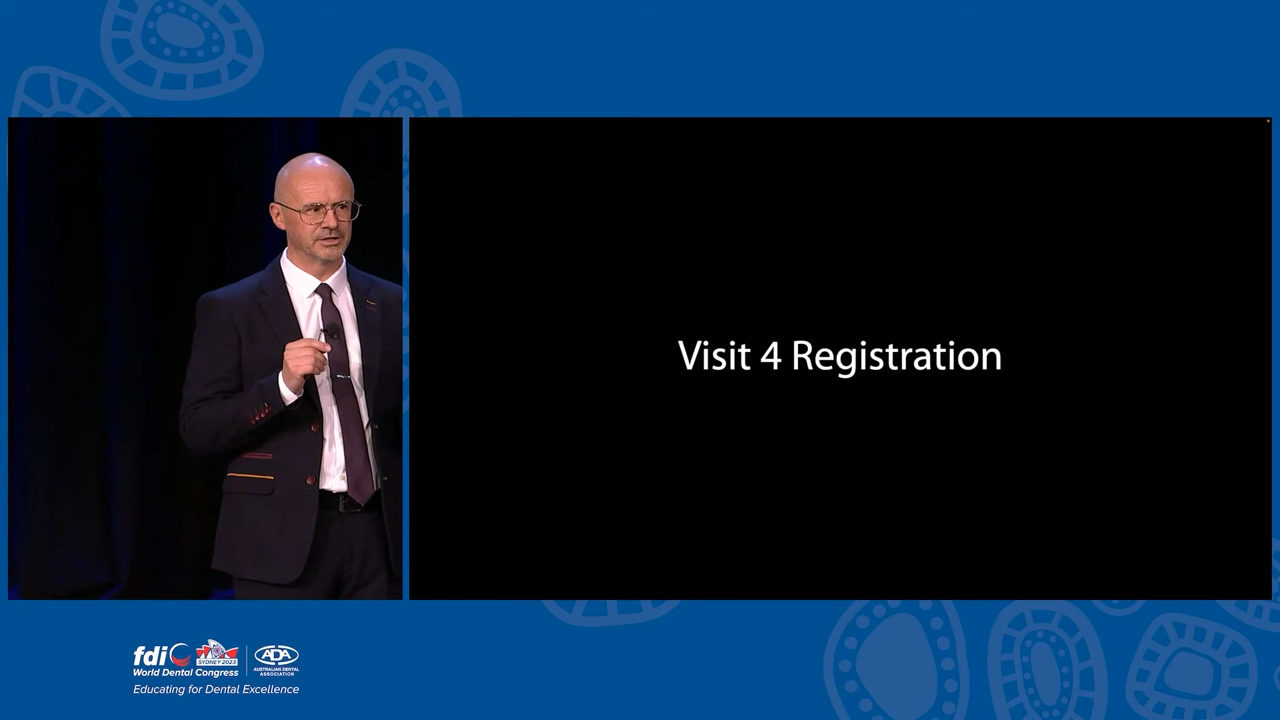 Visit 4 Registration
fdi
SYDNEY 2023
World Dental Congress
ADA
AUSTRALIAN DENTAL
ASSOCIATION
Educating for Dental Excellence